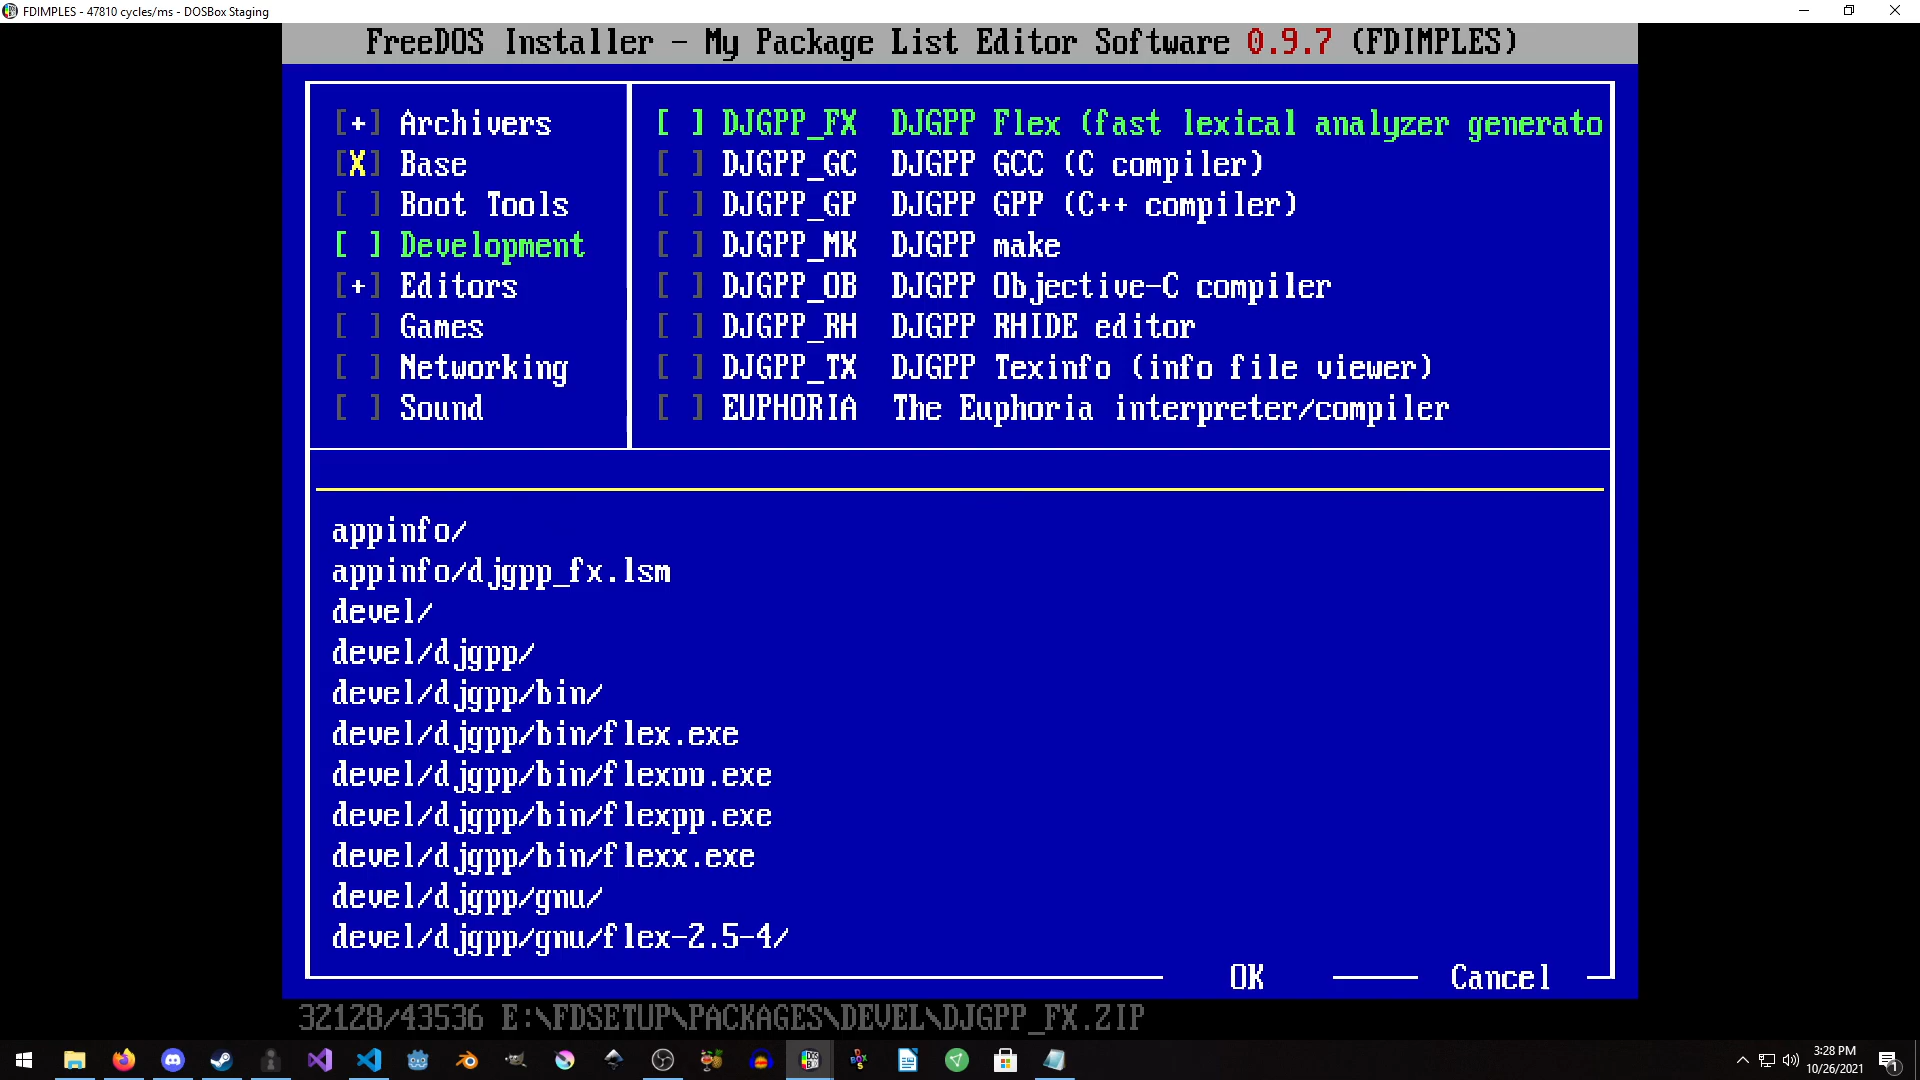 FDIMPLES - 47810 cycles/ms - DOSBox Staging
FreeDOS Installer - My Package List Editor Software 0.9.7 (FDIMPLES)
[+] Archivers
[X] Base
[ ] Boot Tools
[ ] Development
[+] Editors
[ ] Games
[ ] Networking
[ ] Sound
[ ] DJGPP_FX DJGPP Flex (fast lexical analyzer generato
[ ] DJGPP_GC DJGPP GCC (C compiler)
[ ] DJGPP_GP DJGPP GPP (C++ compiler)
[ ] DJGPP_MK DJGPP make
[ ] DJGPP_OB DJGPP Objective-C compiler
[ ] DJGPP_RH DJGPP RHIDE editor
[ ] DJGPP_TX DJGPP Texinfo (info file viewer)
[ ] EUPHORIA The Euphoria interpreter/compiler
appinfo/
appinfo/djgpp_fx.lsm
devel/
devel/djgpp/
devel/djgpp/bin/
devel/djgpp/bin/flex.exe
devel/djgpp/bin/flexpp.exe
devel/djgpp/bin/flexx.exe
devel/djgpp/gnu/
devel/djgpp/gnu/flex-2.5-4/
OK Cancel
32128/43536 E:\FDSETUP\PACKAGES\DEVEL\DJGPP_FX.ZIP
3:28 PM
10/26/2021
1